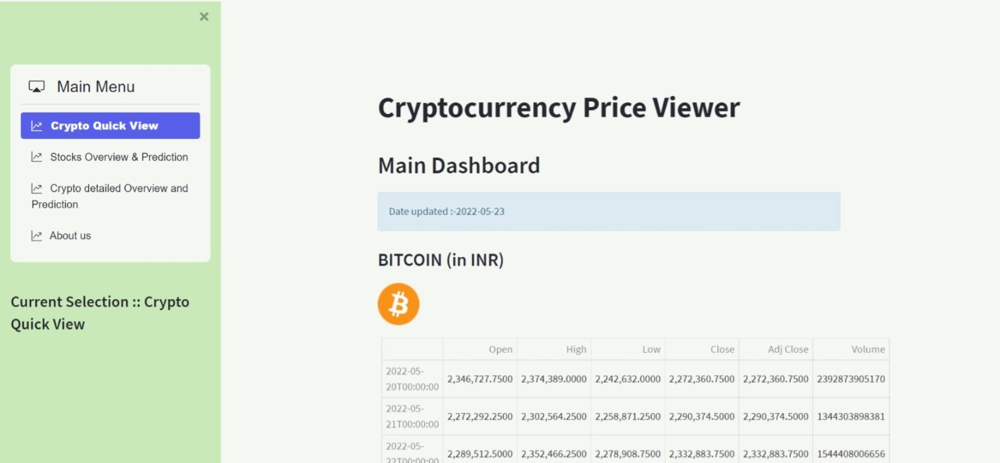 ×
Main Menu
Crypto Quick View
Stocks Overview & Prediction
Crypto detailed Overview and
Prediction
About us
Current Selection :: Crypto
Quick View
Cryptocurrency Price Viewer
Main Dashboard
Date updated :-2022-05-23
BITCOIN (in INR)
Open High Low Close Adj Close Volume
2022-05-
20T00:00:00 2,346,727.7500 2,374,389.0000 2,242,632.0000 2,272,360.7500 2,272,360.7500 2392873905170
2022-05-
21T00:00:00 2,272,292.2500 2,302,564.2500 2,258,871.2500 2,290,374.5000 2,290,374.5000 1344303898381
2022-05-
22T00:00:00 2,289,512.5000 2,352,466.2500 2,278,908.7500 2,332,883.7500 2,332,883.7500 1544408006656